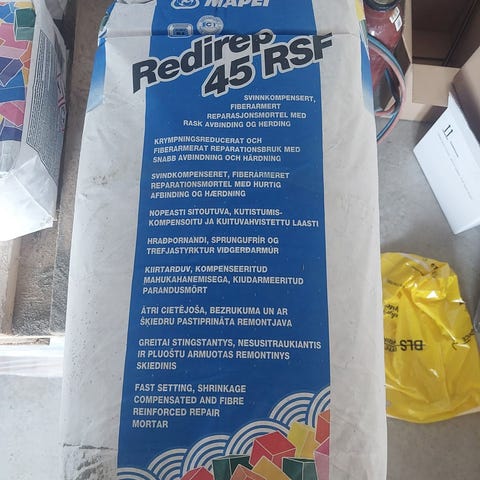 MAPEI
Redirep
45 RSF
SVINNKOMPENSERT,
FIBERARMERT
REPARASJONSMØRTEL MED
RASK AVBINDING OG HERDING
KRYMPNINGSREDUCERAT OCH
FIBERARMERAT REPARATIONSBRUK MED
SNABB AVBINDNING OCH HÄRDNING
SVINDKOMPENSERET, FIBERARMERET
REPARATIONSMØRTEL MED HURTIG
AFBINDING OG HÆRDNING
NOPEASTI SITOUTUVA, KUTISTUMIS-
KOMPENSOITU JA KUITUVAHVISTETTU LAASTI
HRAÐÞORNANDI, SPRUNGUFRÍR OG
TREFJASTYRKTUR VIÐGERÐARMÚR
KIIRTARDUV, KOMPENSEERITUD
MAHUKAHANEMISEGA, KIUDARMEERITUD
PARANDUSMÖRT
ĀTRI CIETĒJOŠA, BEZRUKUMA UN AR
ŠĶIEDRU PASTIPRINĀTA REMONTJAVA
GREITAI STINGSTANTYS, NESUSITRAUKIANTIS
IR PLUOŠTU ARMUOTAS REMONTINYS
SKIEDINIS
FAST SETTING, SHRINKAGE
COMPENSATED AND FIBRE
REINFORCED REPAIR
MORTAR
11
BLS